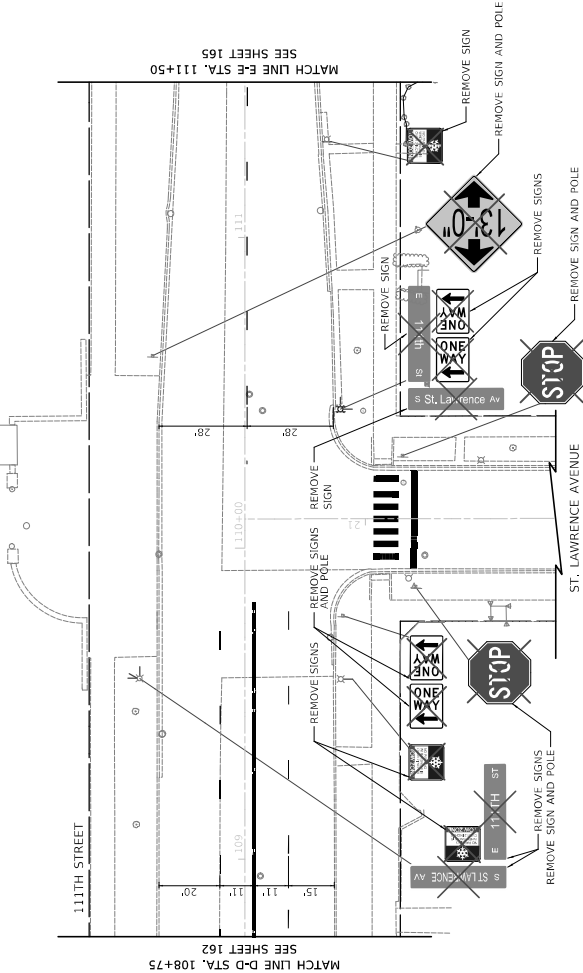 MATCH LINE E-E STA. 111+50
SEE SHEET 165
REMOVE SIGN
REMOVE SIGN AND POLE
13'-0"
REMOVE SIGNS
REMOVE SIGN AND POLE
REMOVE SIGN
E 111th St
ONE WAY
ONE WAY
S St. Lawrence Av
STOP
111
28'
28'
REMOVE SIGN
110+00
21
ST. LAWRENCE AVENUE
REMOVE SIGNS AND POLE
REMOVE SIGNS
ONE WAY
ONE WAY
STOP
E 111TH ST
S ST LAWRENCE AV
REMOVE SIGNS
REMOVE SIGN AND POLE
111TH STREET
109
20'
11'
11'
15'
MATCH LINE D-D STA. 108+75
SEE SHEET 162